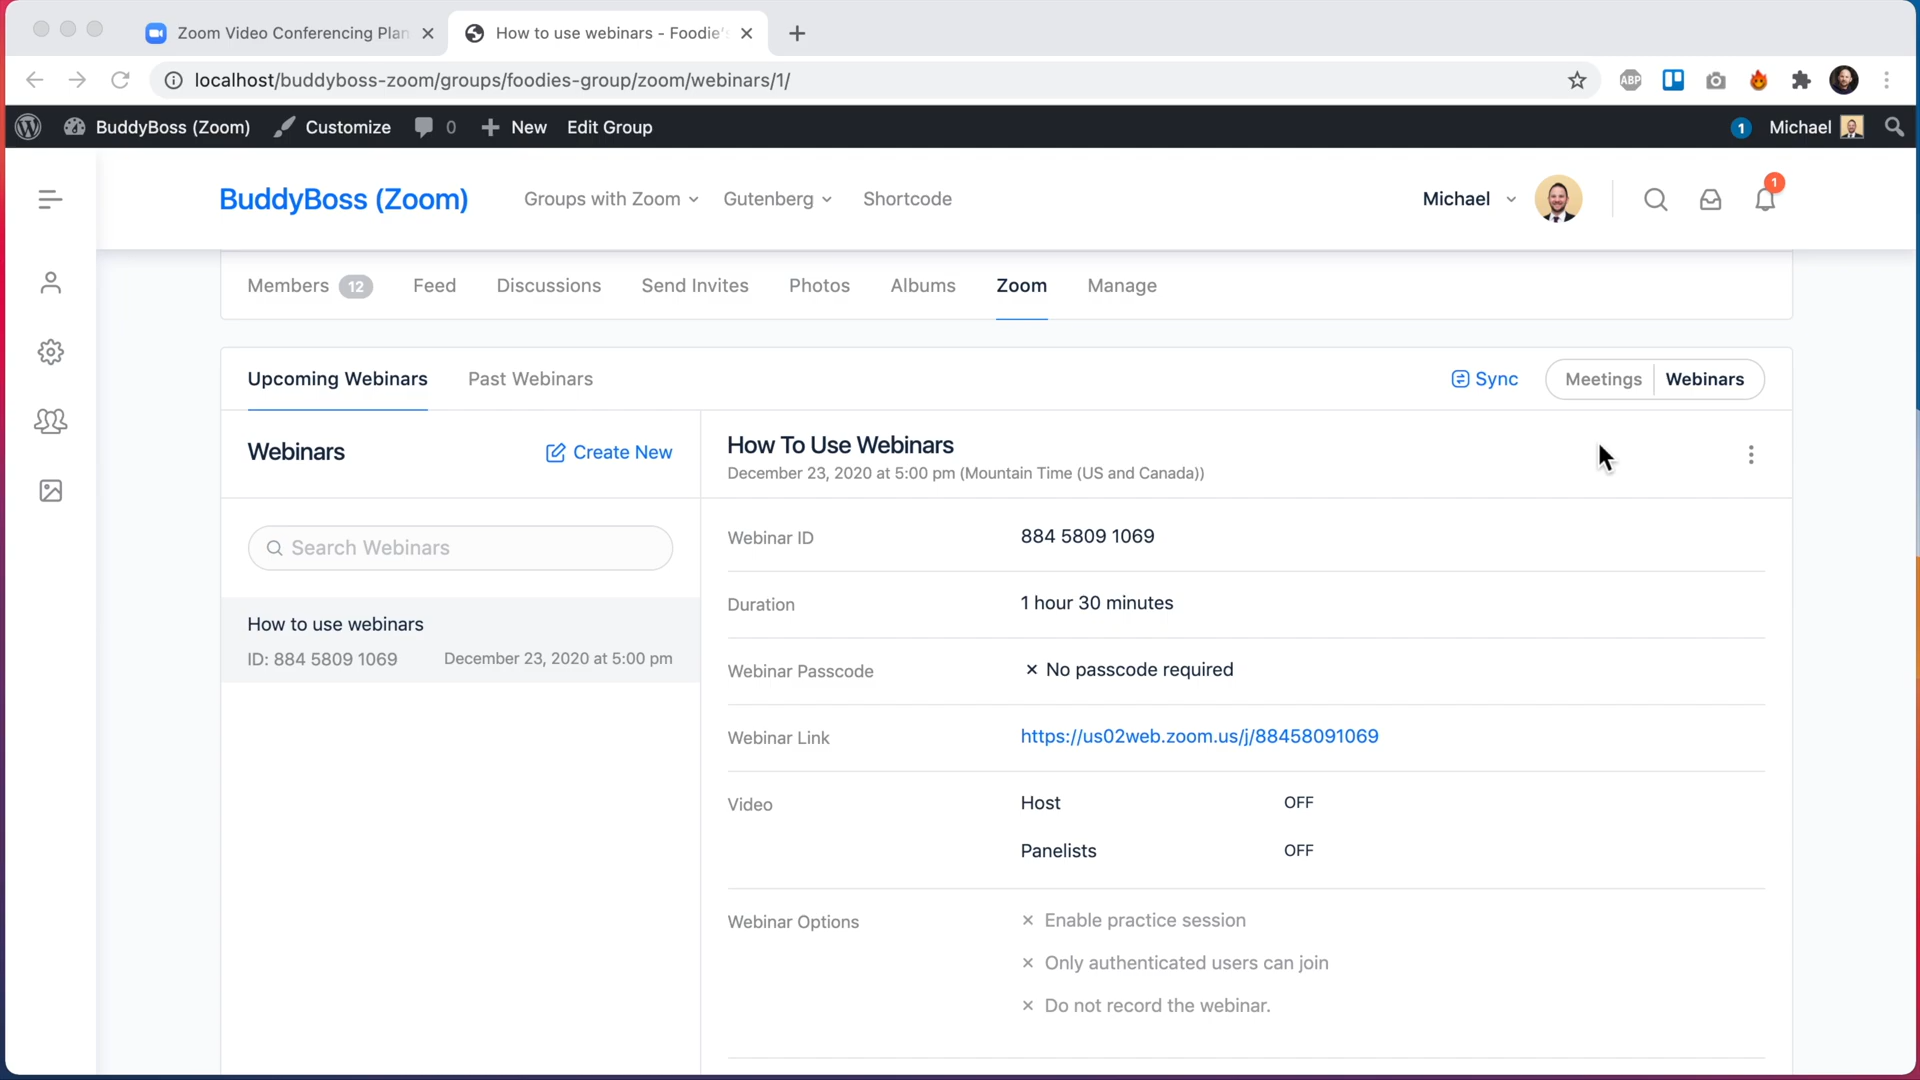 Zoom Video Conferencing Plan
How to use webinars - Foodie's
localhost/buddyboss-zoom/groups/foodies-group/zoom/webinars/1/
ABP
BuddyBoss (Zoom) Customize 0 New Edit Group 1 Michael
BuddyBoss (Zoom) Groups with Zoom Gutenberg Shortcode Michael 1
Members 12 Feed Discussions Send Invites Photos Albums Zoom Manage
Upcoming Webinars Past Webinars Sync Meetings Webinars
Webinars Create New
How To Use Webinars
December 23, 2020 at 5:00 pm (Mountain Time (US and Canada))
Search Webinars
How to use webinars
ID: 884 5809 1069 December 23, 2020 at 5:00 pm
Webinar ID 884 5809 1069
Duration 1 hour 30 minutes
Webinar Passcode × No passcode required
Webinar Link https://us02web.zoom.us/j/88458091069
Video Host OFF
Panelists OFF
Webinar Options × Enable practice session
× Only authenticated users can join
× Do not record the webinar.